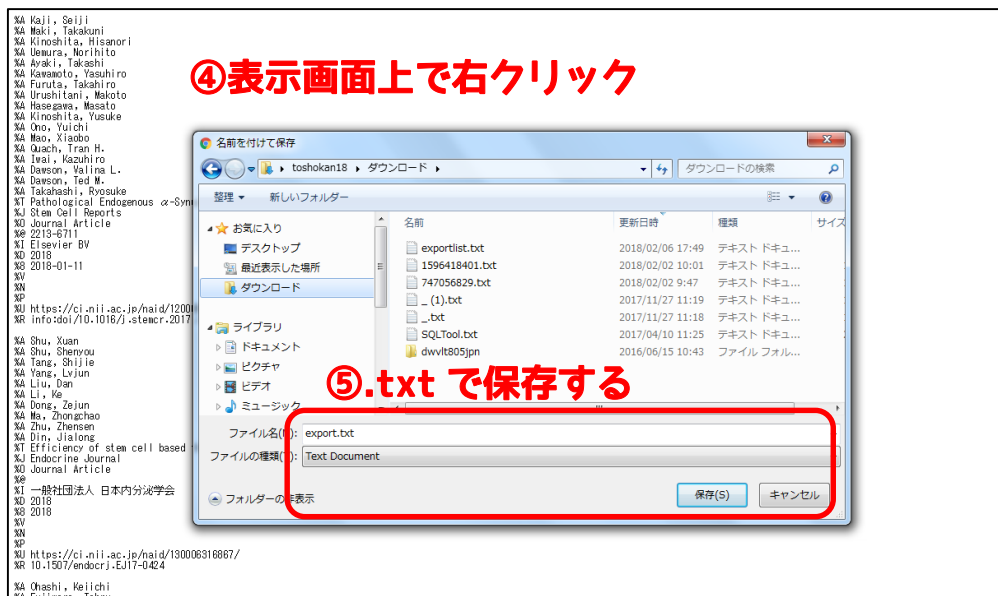 %A Kaji, Seiji
%A Maki, Takakuni
%A Kinoshita, Hisanori
%A Uemura, Norihito
%A Ayaki, Takashi
%A Kawamoto, Yasuhiro
%A Furuta, Takahiro
%A Urushitani, Makoto
%A Hasegawa, Masato
%A Kinoshita, Yusuke
%A Ono, Yuichi
%A Mao, Xiaobo
%A Quach, Tran H.
%A Iwai, Kazuhiro
%A Dawson, Valina L.
%A Dawson, Ted M.
%A Takahashi, Ryosuke
%T Pathological Endogenous α-Syn
%J Stem Cell Reports
%0 Journal Article
%@ 2213-6711
%I Elsevier BV
%D 2018
%8 2018-01-11
%V
%N
%P
%U https://ci.nii.ac.jp/naid/1200
%R info:doi/10.1016/j.stemcr.2017
%A Shu, Xuan
%A Shu, Shenyou
%A Tang, Shijie
%A Yang, Lvjun
%A Liu, Dan
%A Li, Ke
%A Dong, Zejun
%A Ma, Zhongchao
%A Zhu, Zhensen
%A Din, Jialong
%T Efficiency of stem cell based
%J Endocrine Journal
%0 Journal Article
%@
%I 一般社団法人 日本内分泌学会
%D 2018
%8 2018
%V
%N
%P
%U https://ci.nii.ac.jp/naid/130006316867/
%R 10.1507/endocrj.EJ17-0424
%A Ohashi, Keiichi
④表示画面上で右クリック
名前を付けて保存
toshokan18 ダウンロード
ダウンロードの検索
整理 新しいフォルダー
お気に入り
デスクトップ
最近表示した場所
ダウンロード
ライブラリ
ドキュメント
ピクチャ
ビデオ
ミュージック
名前 更新日時 種類 サイズ
exportlist.txt 2018/02/06 17:49 テキスト ドキュ...
1596418401.txt 2018/02/02 10:01 テキスト ドキュ...
747056829.txt 2018/02/02 9:47 テキスト ドキュ...
_ (1).txt 2017/11/27 11:19 テキスト ドキュ...
_.txt 2017/11/27 11:18 テキスト ドキュ...
SQLTool.txt 2017/04/10 11:25 テキスト ドキュ...
dwvlt805jpn 2016/06/15 10:43 ファイル フォル...
⑤.txt で保存する
ファイル名(N): export.txt
ファイルの種類(T): Text Document
フォルダーの非表示
保存(S) キャンセル